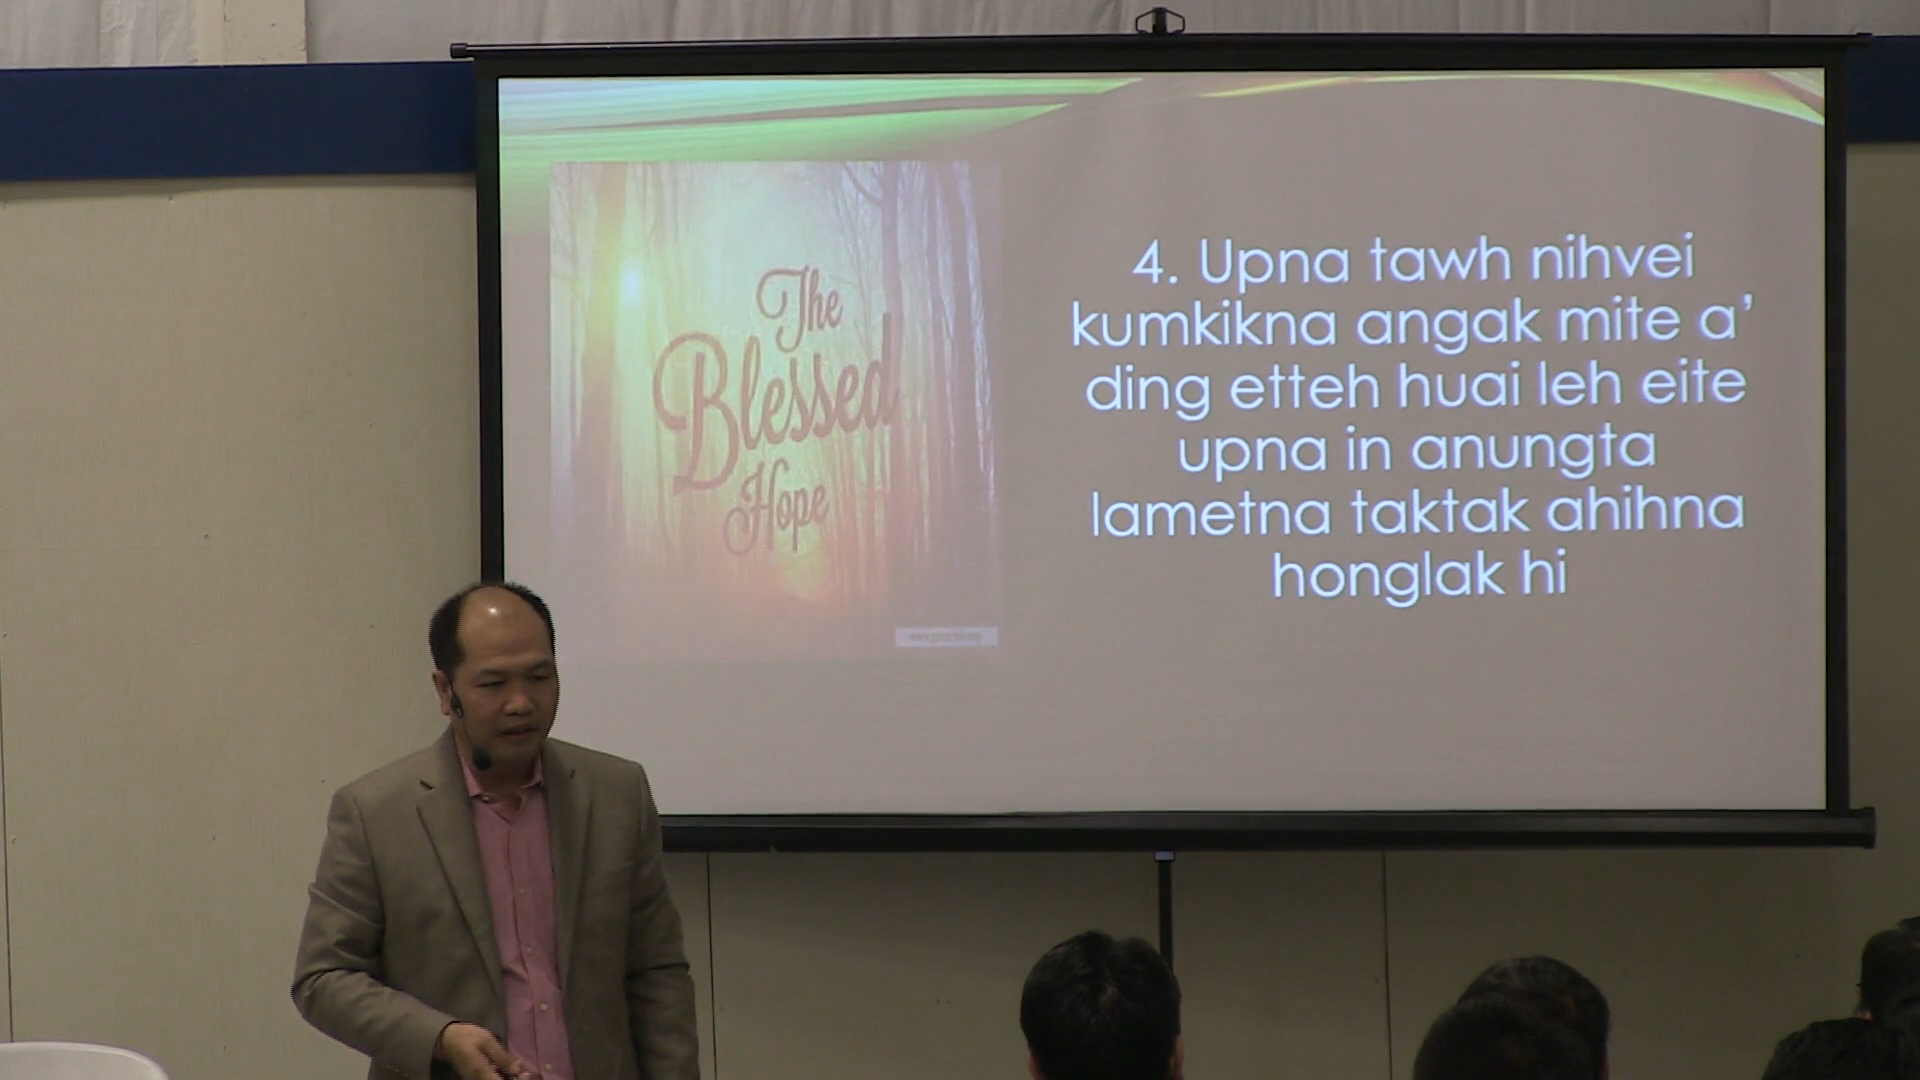 The
Blessed
Hope
4. Upna tawh nihvei
kumkikna angak mite a’
ding etteh huai leh eite
upna in anungta
lametna taktak ahihna
honglak hi